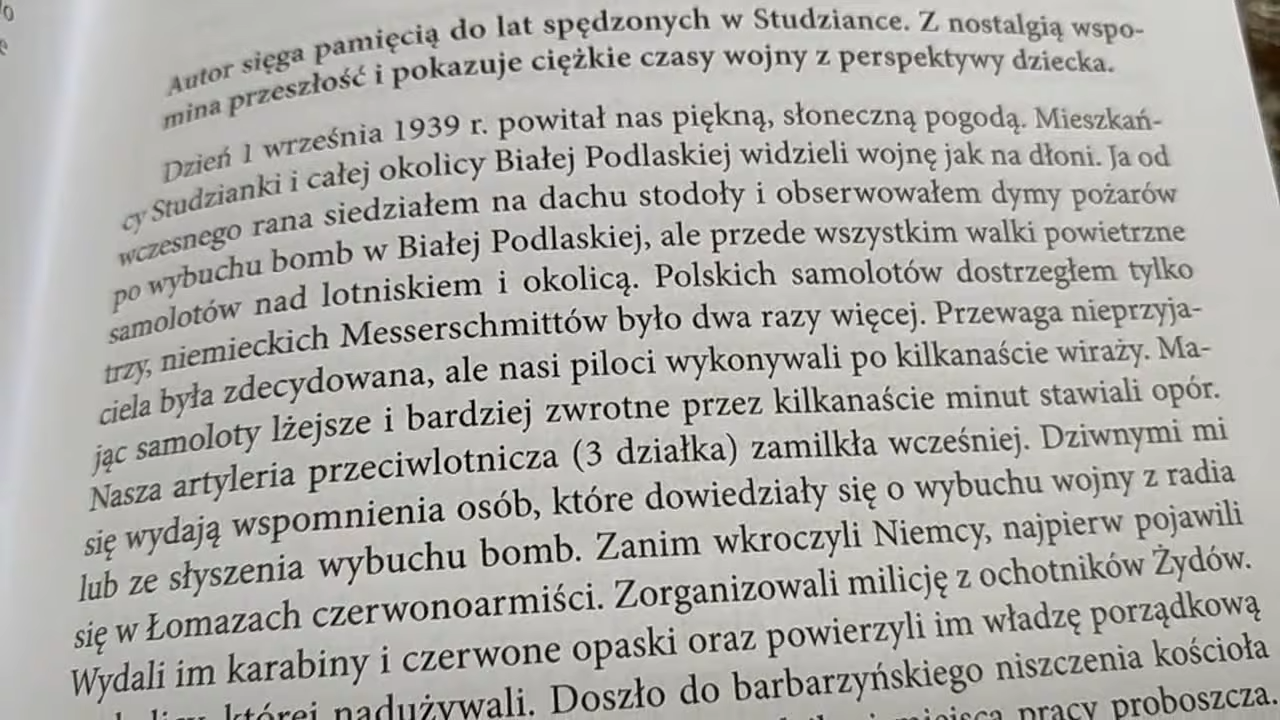 Autor sięga pamięcią do lat spędzonych w Studziance. Z nostalgią wspo-
mina przeszłość i pokazuje ciężkie czasy wojny z perspektywy dziecka.
Dzień 1 września 1939 r. powitał nas piękną, słoneczną pogodą. Mieszkań-
cy Studzianki i całej okolicy Białej Podlaskiej widzieli wojnę jak na dłoni. Ja od
wczesnego rana siedziałem na dachu stodoły i obserwowałem dymy pożarów
po wybuchu bomb w Białej Podlaskiej, ale przede wszystkim walki powietrzne
samolotów nad lotniskiem i okolicą. Polskich samolotów dostrzegłem tylko
trzy, niemieckich Messerschmittów było dwa razy więcej. Przewaga nieprzyja-
ciela była zdecydowana, ale nasi piloci wykonywali po kilkanaście wiraży. Ma-
jąc samoloty lżejsze i bardziej zwrotne przez kilkanaście minut stawiali opór.
Nasza artyleria przeciwlotnicza (3 działka) zamilkła wcześniej. Dziwnymi mi
się wydają wspomnienia osób, które dowiedziały się o wybuchu wojny z radia
lub ze słyszenia wybuchu bomb. Zanim wkroczyli Niemcy, najpierw pojawili
się w Łomazach czerwonoarmiści. Zorganizowali milicję z ochotników Żydów.
Wydali im karabiny i czerwone opaski oraz powierzyli im władzę porządkową
której nadużywali. Doszło do barbarzyńskiego niszczenia kościoła
miejsca pracy proboszcza.